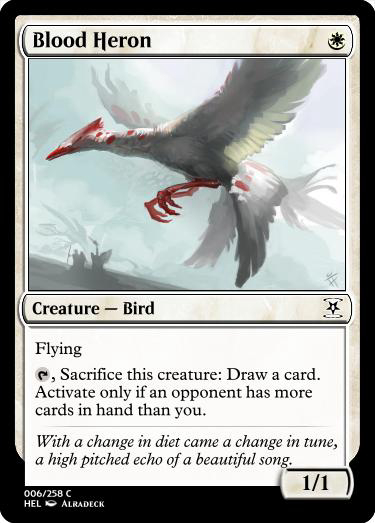 Blood Heron
Creature — Bird
Flying
, Sacrifice this creature: Draw a card.
Activate only if an opponent has more
cards in hand than you.
With a change in diet came a change in tune,
a high pitched echo of a beautiful song.
1/1
006/258 C
HEL Alradeck